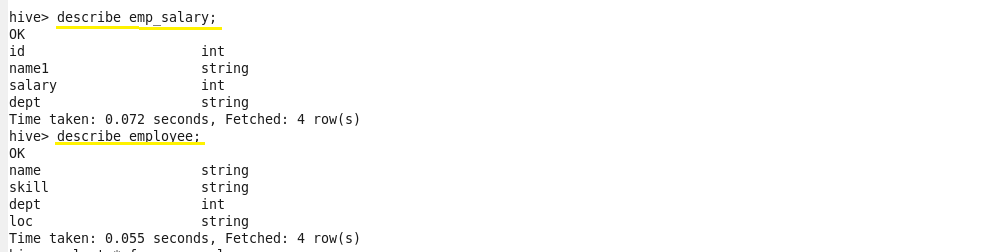 hive> describe emp_salary;
OK
id int
name1 string
salary int
dept string
Time taken: 0.072 seconds, Fetched: 4 row(s)
hive> describe employee;
OK
name string
skill string
dept int
loc string
Time taken: 0.055 seconds, Fetched: 4 row(s)